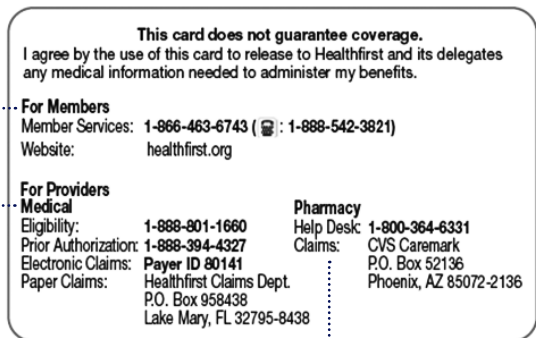 This card does not guarantee coverage.
I agree by the use of this card to release to Healthfirst and its delegates
any medical information needed to administer my benefits.
For Members
Member Services: 1-866-463-6743 ( : 1-888-542-3821)
Website: healthfirst.org
For Providers
Medical
Eligibility: 1-888-801-1660
Prior Authorization: 1-888-394-4327
Electronic Claims: Payer ID 80141
Paper Claims: Healthfirst Claims Dept.
P.O. Box 958438
Lake Mary, FL 32795-8438
Pharmacy
Help Desk: 1-800-364-6331
Claims: CVS Caremark
P.O. Box 52136
Phoenix, AZ 85072-2136